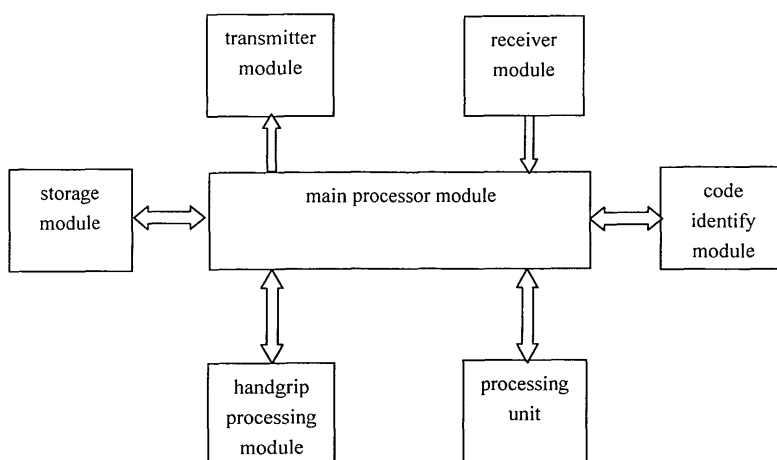 transmitter
module
receiver
module
storage
module
main processor module
code
identify
module
handgrip
processing
module
processing
unit